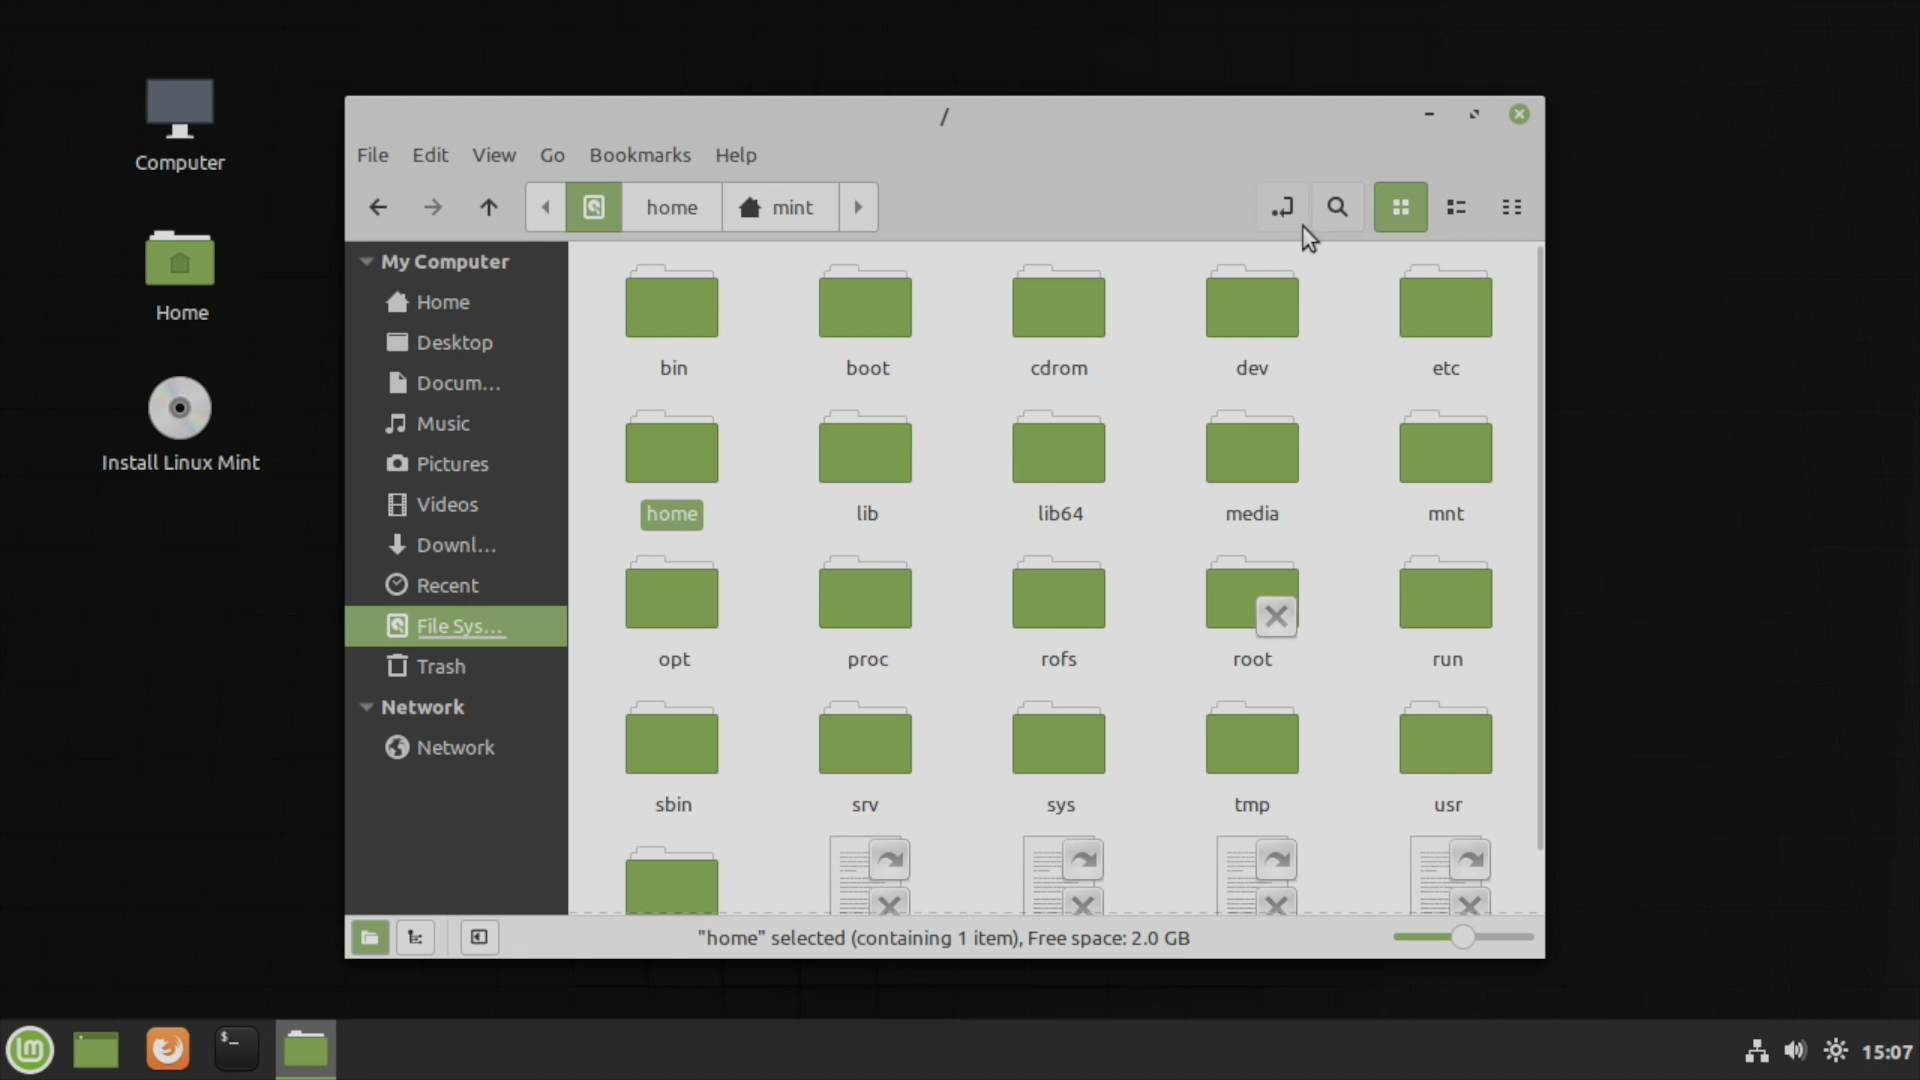 Computer
Home
Install Linux Mint
/
File Edit View Go Bookmarks Help
home mint
My Computer
Home
Desktop
Docum...
Music
Pictures
Videos
Downl...
Recent
File Sys...
Trash
Network
Network
bin boot cdrom dev etc
home lib lib64 media mnt
opt proc rofs root run
sbin srv sys tmp usr
"home" selected (containing 1 item), Free space: 2.0 GB
lm
$_
15:07